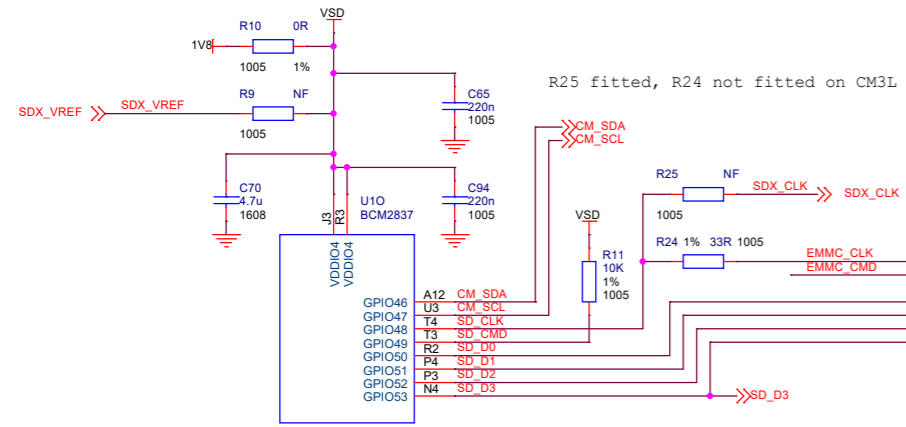 VSD
R10 0R
1V8
1005 1%
R25 fitted, R24 not fitted on CM3L
R9 NF
SDX_VREF SDX_VREF
1005
C65
220n
1005
CM_SDA
CM_SCL
R25 NF
SDX_CLK SDX_CLK
1005
C70
4.7u
1608
J3
R3
U1O
BCM2837
C94
220n
1005
VSD
R24 1% 33R 1005
EMMC_CLK
EMMC_CMD
R11
10K
1%
1005
VDDIO4
VDDIO4
GPIO46 A12 CM_SDA
GPIO47 U3 CM_SCL
GPIO48 T4 SD_CLK
GPIO49 T3 SD_CMD
GPIO50 R2 SD_D0
GPIO51 P4 SD_D1
GPIO52 P3 SD_D2
GPIO53 N4 SD_D3
SD_D3